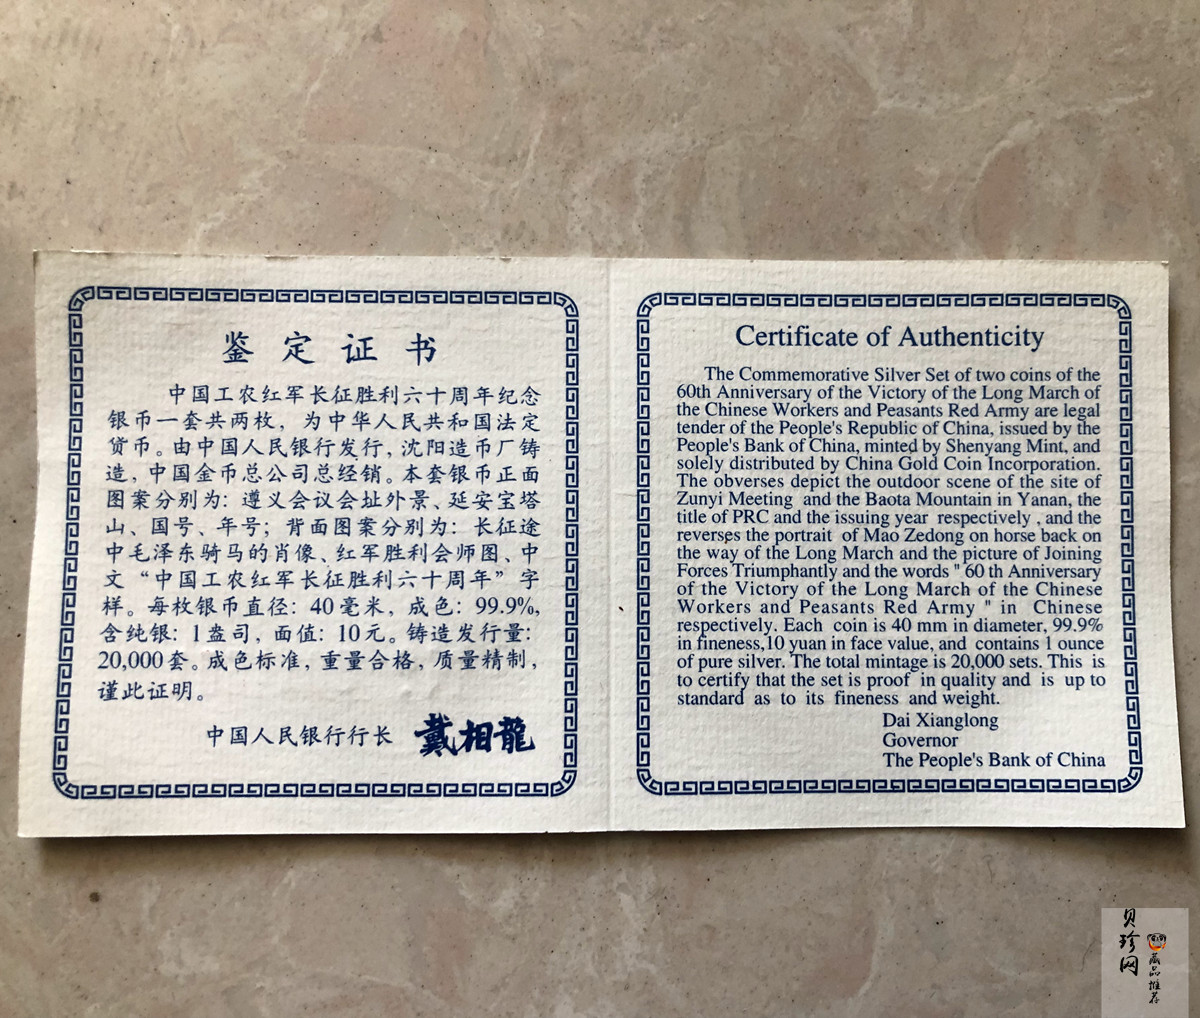 鉴定证书
中国工农红军长征胜利六十周年纪念
银币一套共两枚，为中华人民共和国法定
货币。由中国人民银行发行，沈阳造币厂铸
造，中国金币总公司总经销。本套银币正面
图案分别为：遵义会议会址外景、延安宝塔
山、国号、年号；背面图案分别为：长征途
中毛泽东骑马的肖像、红军胜利会师图、中
文“中国工农红军长征胜利六十周年”字
样。每枚银币直径：40毫米，成色：99.9%,
含纯银：1盎司，面值：10元。铸造发行量：
20,000套。成色标准，重量合格，质量精制，
谨此证明。
中国人民银行行长 戴相龍
Certificate of Authenticity
The Commemorative Silver Set of two coins of the
60th Anniversary of the Victory of the Long March of
the Chinese Workers and Peasants Red Army are legal
tender of the People's Republic of China, issued by the
People's Bank of China, minted by Shenyang Mint, and
solely distributed by China Gold Coin Incorporation.
The obverses depict the outdoor scene of the site of
Zunyi Meeting and the Baota Mountain in Yanan, the
title of PRC and the issuing year respectively , and the
reverses the portrait of Mao Zedong on horse back on
the way of the Long March and the picture of Joining
Forces Triumphantly and the words " 60 th Anniversary
of the Victory of the Long March of the Chinese
Workers and Peasants Red Army " in Chinese
respectively. Each coin is 40 mm in diameter, 99.9%
in fineness,10 yuan in face value, and contains 1 ounce
of pure silver. The total mintage is 20,000 sets. This is
to certify that the set is proof in quality and is up to
standard as to its fineness and weight.
Dai Xianglong
Governor
The People's Bank of China
贝珍网
藏品推荐